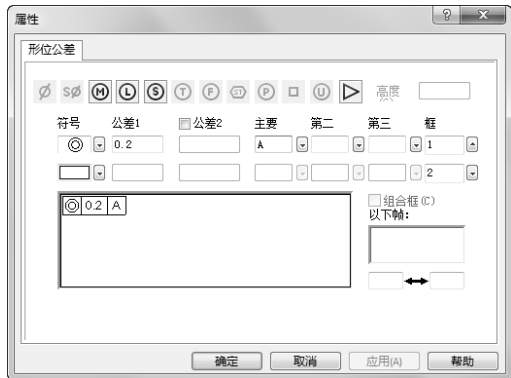 属性
形位公差
Ø SØ M L S T F ST P U 高度
符号 公差1 公差2 主要 第二 第三 框
◎ 0.2 A 1
2
◎ 0.2 A
组合框(C)
以下帧:
确定 取消 应用(A) 帮助